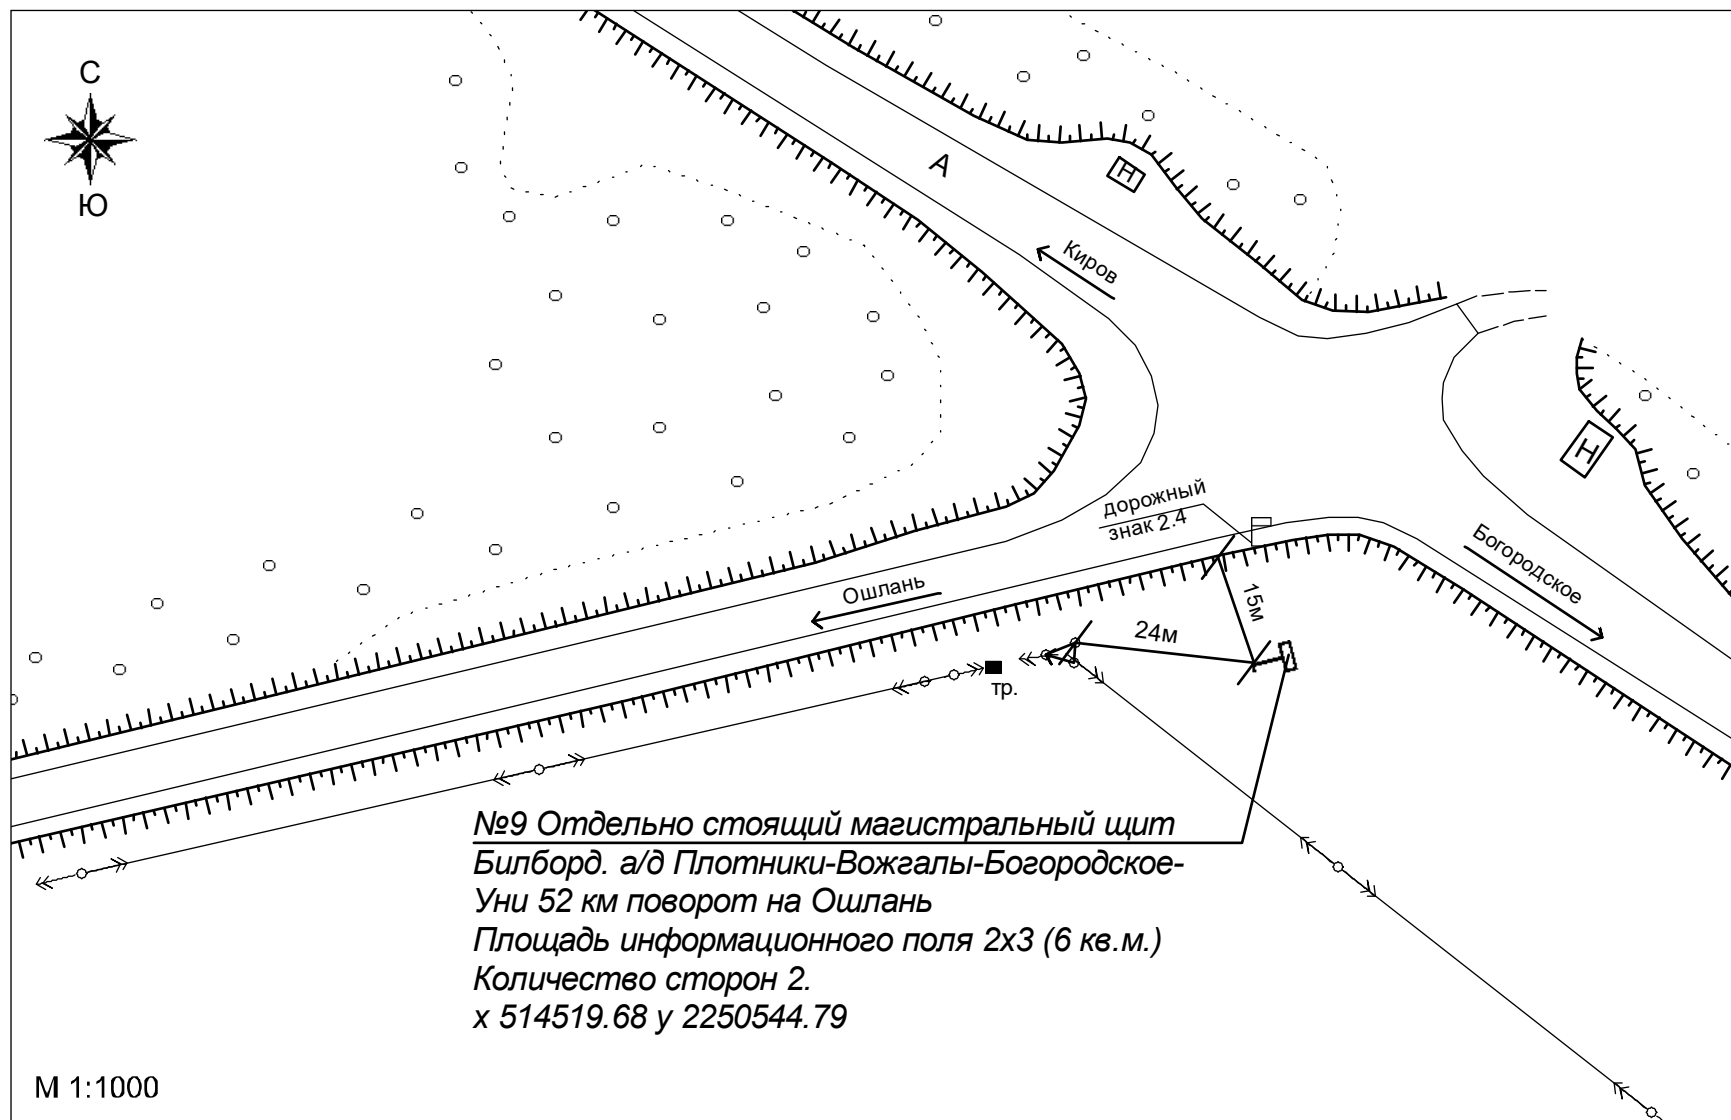 С
Ю
А
Н
Киров
Н
дорожный
знак 2.4
Богородское
Ошлань
15м
24м
тр.
№9 Отдельно стоящий магистральный щит
Билборд. а/д Плотники-Вожгалы-Богородское-
Уни 52 км поворот на Ошлань
Площадь информационного поля 2х3 (6 кв.м.)
Количество сторон 2.
х 514519.68 у 2250544.79
М 1:1000